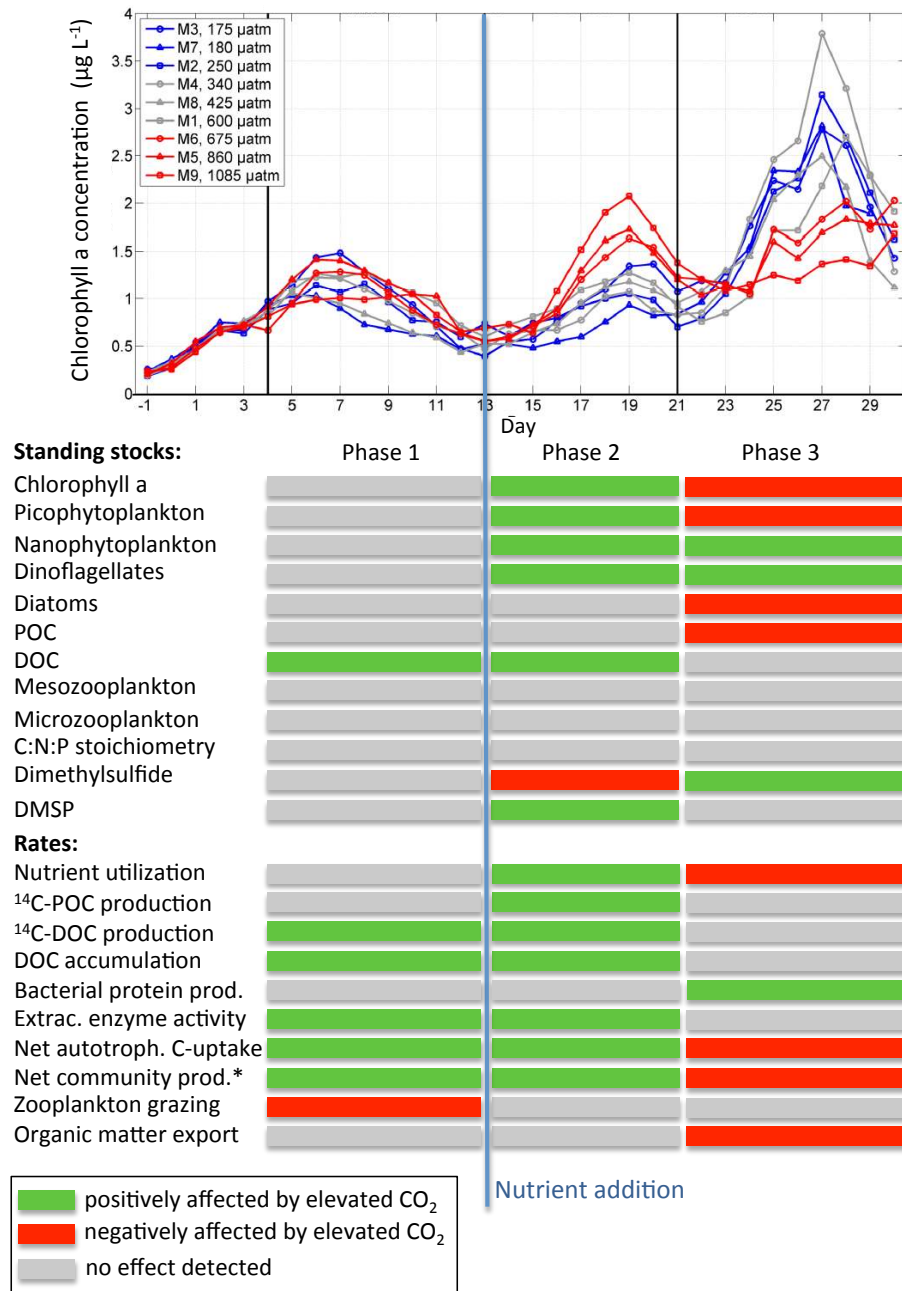 4
3.5
3
2.5
2
1.5
1
0.5
0
Chlorophyll a concentration (µg L-1)
M3, 175 µatm
M7, 180 µatm
M2, 250 µatm
M4, 340 µatm
M8, 425 µatm
M1, 600 µatm
M6, 675 µatm
M5, 860 µatm
M9, 1085 µatm
-1 1 3 5 7 9 11 13 15 17 19 21 23 25 27 29
Day
Standing stocks: Phase 1 Phase 2 Phase 3
Chlorophyll a
Picophytoplankton
Nanophytoplankton
Dinoflagellates
Diatoms
POC
DOC
Mesozooplankton
Microzooplankton
C:N:P stoichiometry
Dimethylsulfide
DMSP
Rates:
Nutrient utilization
14C-POC production
14C-DOC production
DOC accumulation
Bacterial protein prod.
Extrac. enzyme activity
Net autotroph. C-uptake
Net community prod.*
Zooplankton grazing
Organic matter export
Nutrient addition
positively affected by elevated CO2
negatively affected by elevated CO2
no effect detected